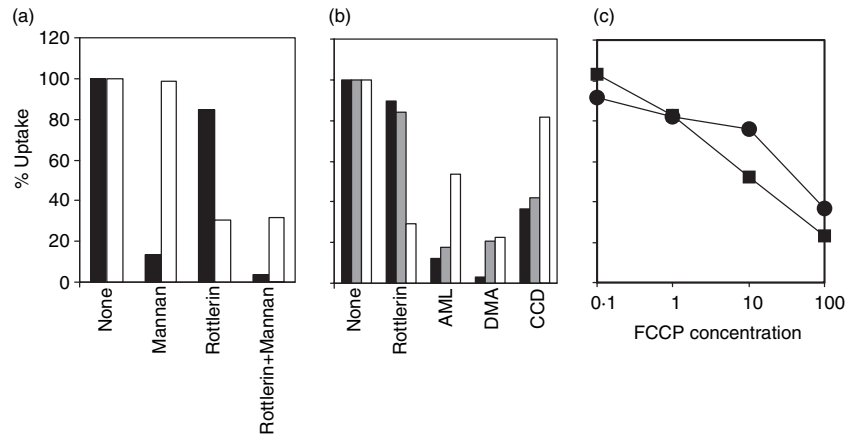 (a)
% Uptake
120
100
80
60
40
20
0
None
Mannan
Rottlerin
Rottlerin+Mannan
(b)
None
Rottlerin
AML
DMA
CCD
(c)
0·1
1
10
100
FCCP concentration